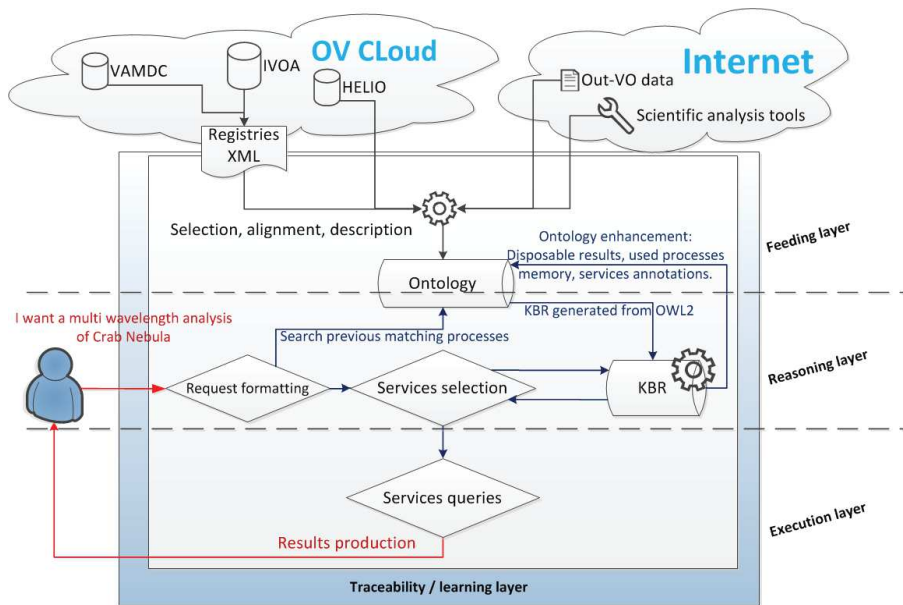 OV CLoud
Internet
VAMDC
IVOA
HELIO
Out-VO data
Scientific analysis tools
Registries
XML
Selection, alignment, description
Ontology enhancement:
Disposable results, used processes
memory, services annotations.
Feeding layer
Ontology
I want a multi wavelength analysis
of Crab Nebula
Search previous matching processes
KBR generated from OWL2
Request formatting
Services selection
KBR
Reasoning layer
Services queries
Results production
Execution layer
Traceability / learning layer